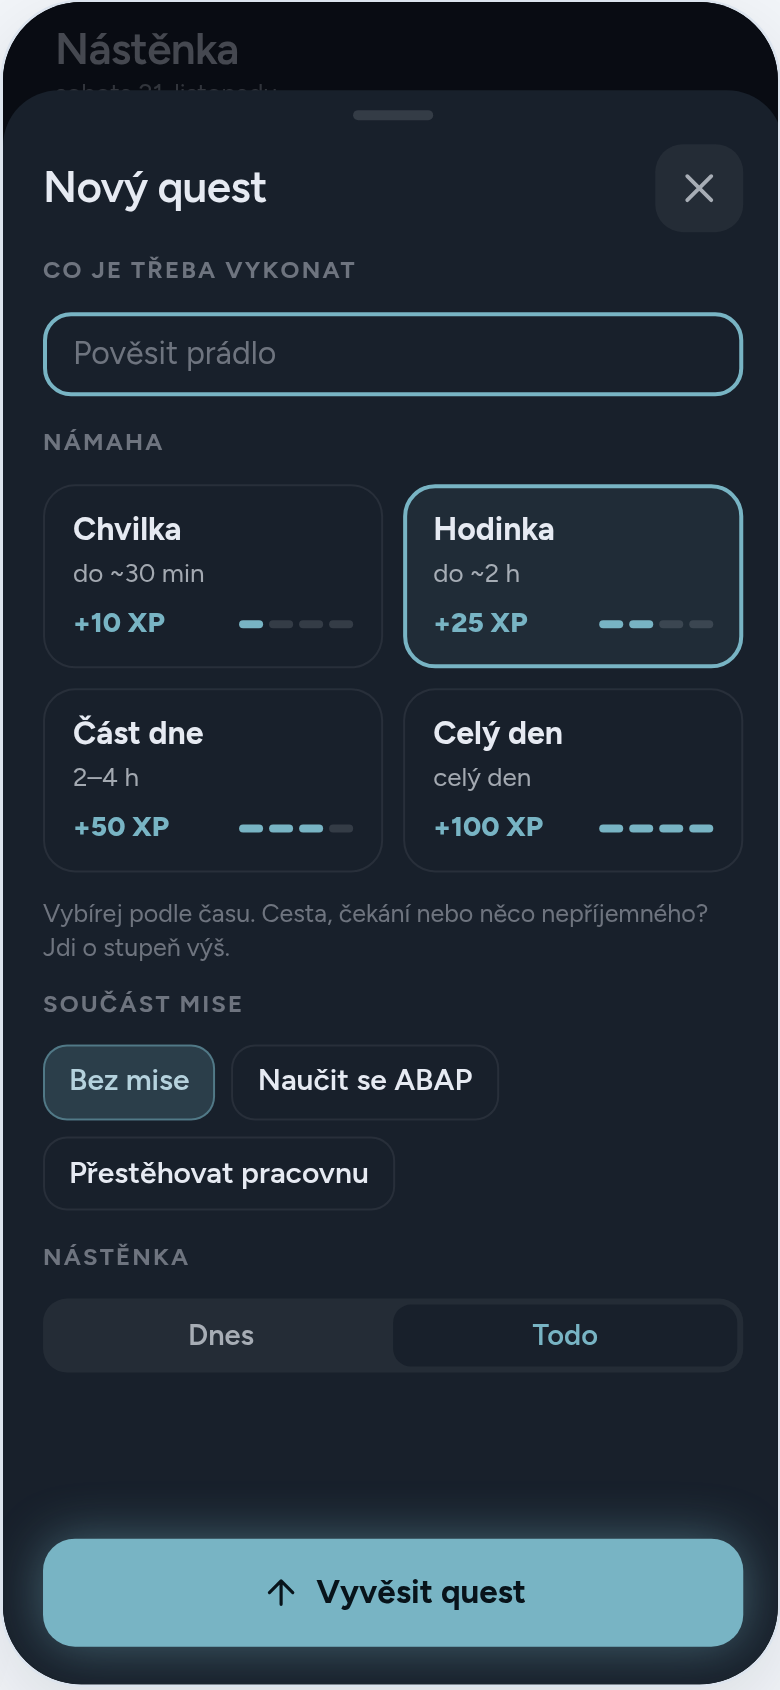 Nástěnka
sobota 21. listopadu
Nový quest
CO JE TŘEBA VYKONAT
Pověsit prádlo
NÁMAHA
Chvilka
do ~30 min
+10 XP
Hodinka
do ~2 h
+25 XP
Část dne
2–4 h
+50 XP
Celý den
celý den
+100 XP
Vybírej podle času. Cesta, čekání nebo něco nepříjemného?
Jdi o stupeň výš.
SOUČÁST MISE
Bez mise
Naučit se ABAP
Přestěhovat pracovnu
NÁSTĚNKA
Dnes
Todo
Vyvěsit quest